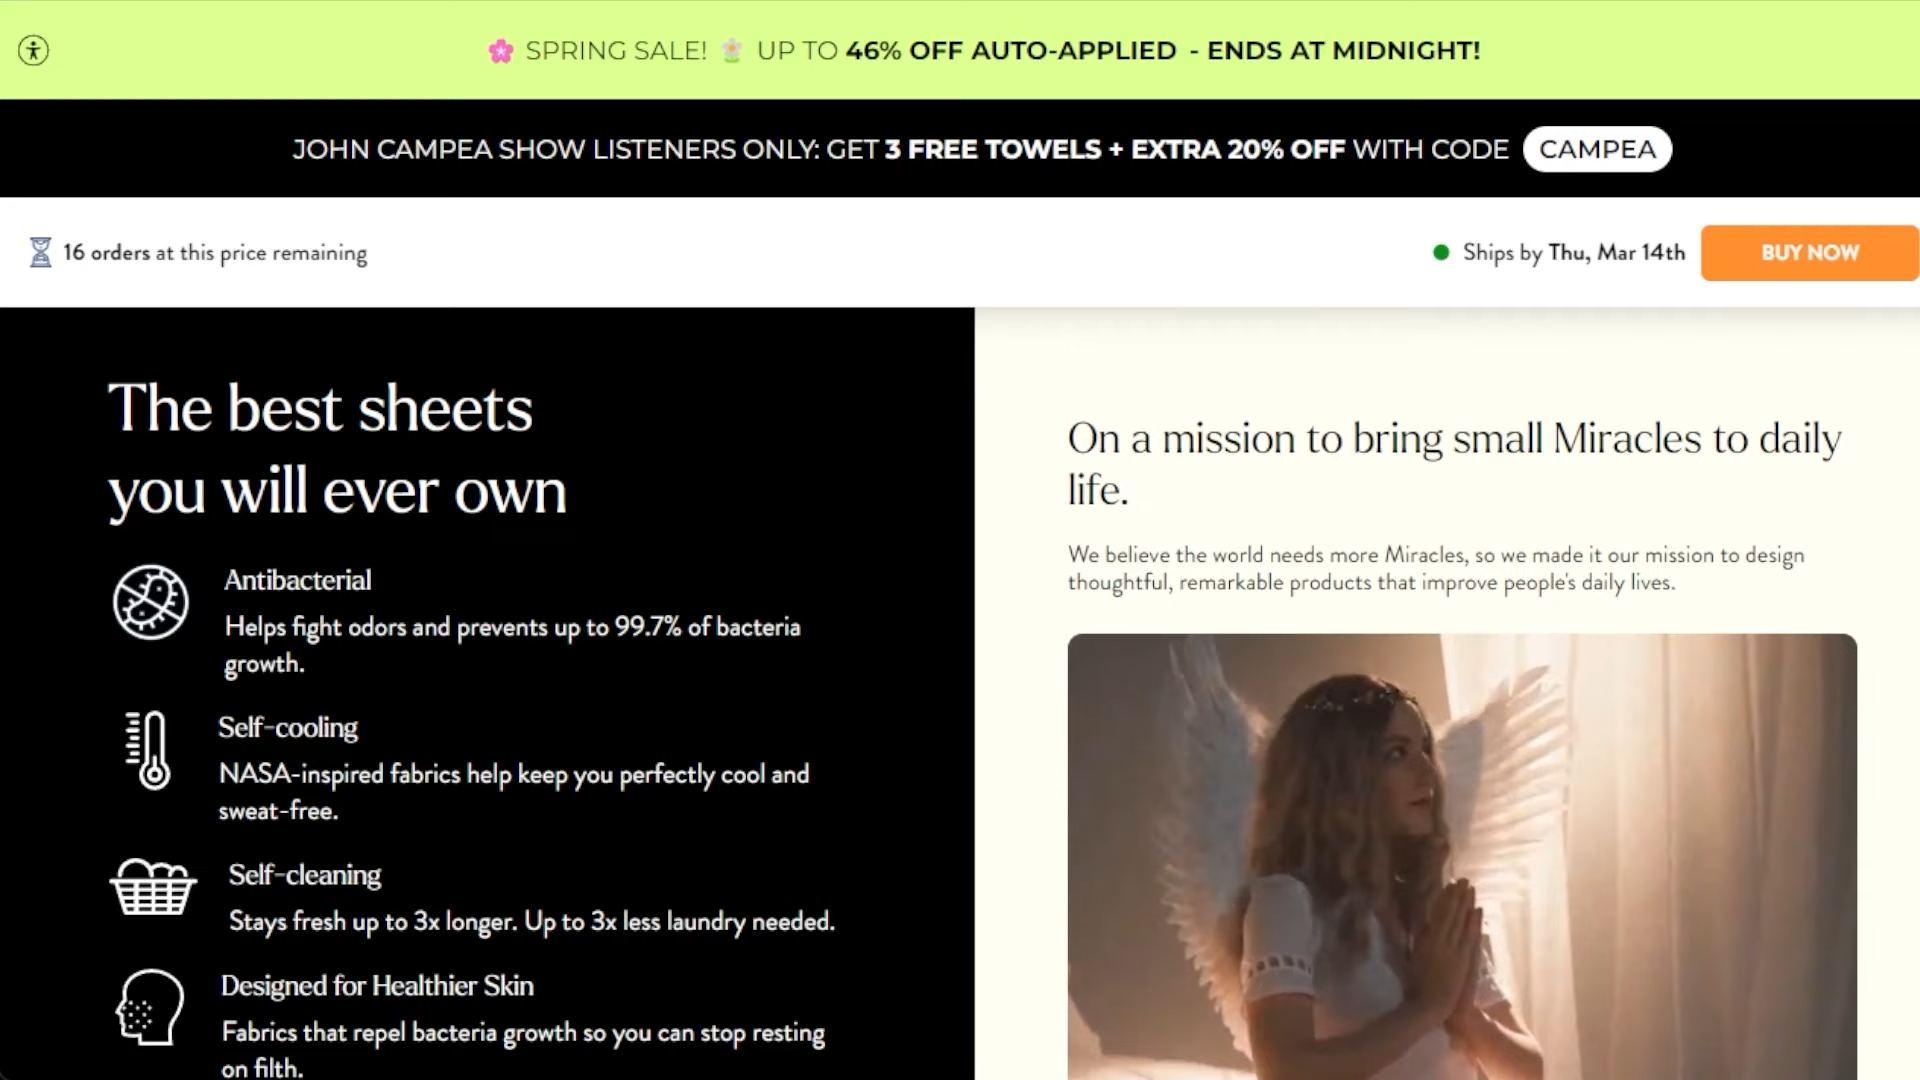 🌸 SPRING SALE! 🌼 UP TO 46% OFF AUTO-APPLIED - ENDS AT MIDNIGHT!
JOHN CAMPEA SHOW LISTENERS ONLY: GET 3 FREE TOWELS + EXTRA 20% OFF WITH CODE CAMPEA
16 orders at this price remaining
Ships by Thu, Mar 14th
BUY NOW
The best sheets
you will ever own
Antibacterial
Helps fight odors and prevents up to 99.7% of bacteria
growth.
Self-cooling
NASA-inspired fabrics help keep you perfectly cool and
sweat-free.
Self-cleaning
Stays fresh up to 3x longer. Up to 3x less laundry needed.
Designed for Healthier Skin
Fabrics that repel bacteria growth so you can stop resting
on filth.
On a mission to bring small Miracles to daily
life.
We believe the world needs more Miracles, so we made it our mission to design
thoughtful, remarkable products that improve people's daily lives.